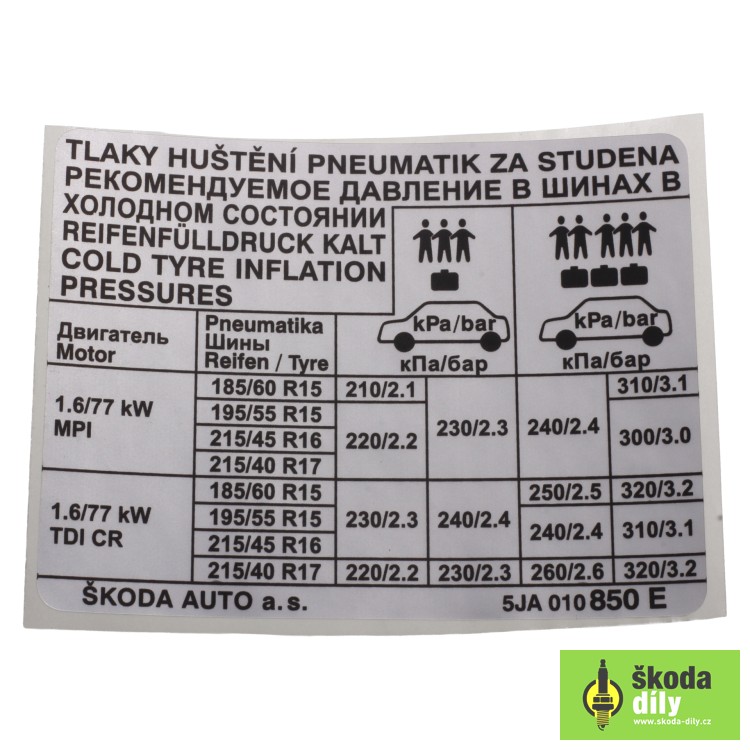 TLAKY HUŠTĚNÍ PNEUMATIK ZA STUDENA
РЕКОМЕНДУЕМОЕ ДАВЛЕНИЕ В ШИНАХ В
ХОЛОДНОМ СОСТОЯНИИ
REIFENFÜLLDRUCK KALT
COLD TYRE INFLATION
PRESSURES
kPa/bar
кПа/бар
kPa/bar
кПа/бар
Двигатель
Motor
Pneumatika
Шины
Reifen / Tyre
1.6/77 kW
MPI
185/60 R15
195/55 R15
215/45 R16
215/40 R17
210/2.1
220/2.2
230/2.3
240/2.4
310/3.1
300/3.0
1.6/77 kW
TDI CR
185/60 R15
195/55 R15
215/45 R16
215/40 R17
230/2.3
220/2.2
240/2.4
230/2.3
250/2.5
240/2.4
260/2.6
320/3.2
310/3.1
320/3.2
ŠKODA AUTO a.s.
5JA 010 850 E
škoda
díly
www.skoda-dily.cz